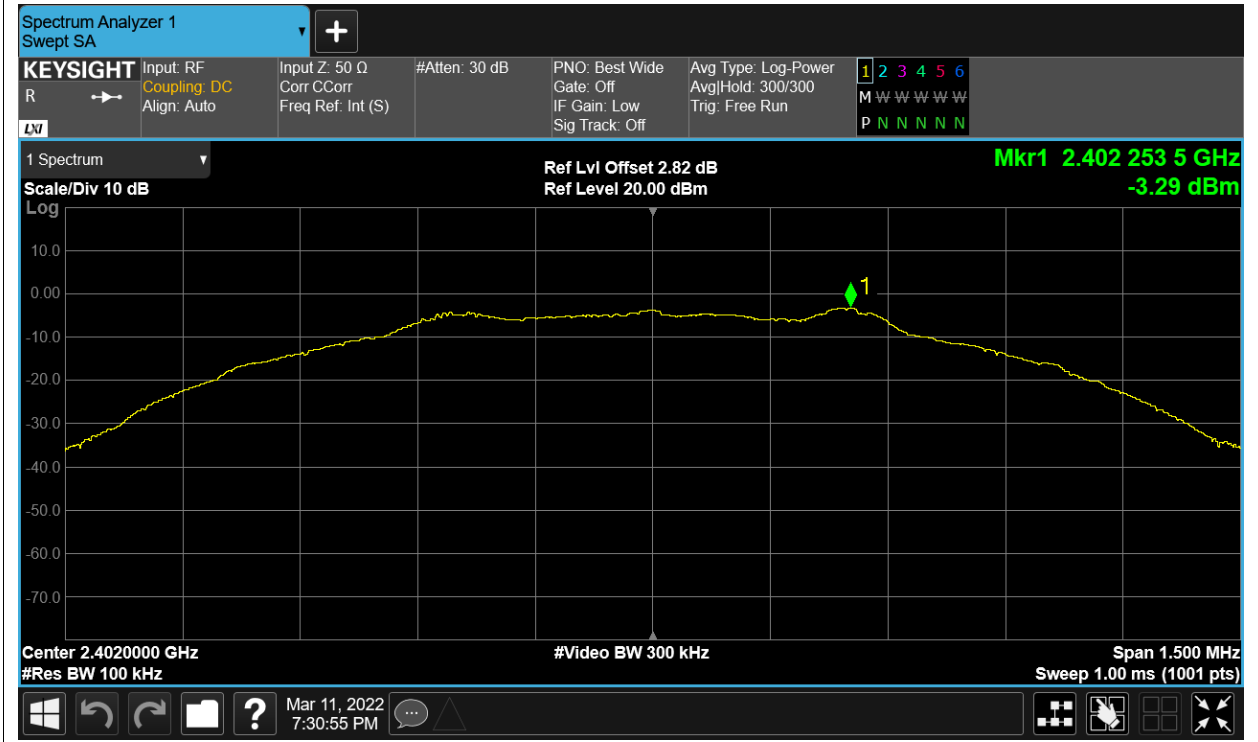 Spectrum Analyzer 1
Swept SA
KEYSIGHT
R
LXI
Input: RF
Coupling: DC
Align: Auto
Input Z: 50 Ω
Corr CCorr
Freq Ref: Int (S)
#Atten: 30 dB
PNO: Best Wide
Gate: Off
IF Gain: Low
Sig Track: Off
Avg Type: Log-Power
Avg|Hold: 300/300
Trig: Free Run
1 2 3 4 5 6
M W W W W W W
P N N N N N N
1 Spectrum
Scale/Div 10 dB
Log
Ref Lvl Offset 2.82 dB
Ref Level 20.00 dBm
Mkr1 2.402 253 5 GHz
-3.29 dBm
1
10.0
0.00
-10.0
-20.0
-30.0
-40.0
-50.0
-60.0
-70.0
Center 2.4020000 GHz
#Video BW 300 kHz
Span 1.500 MHz
#Res BW 100 kHz
Sweep 1.00 ms (1001 pts)
?
Mar 11, 2022
7:30:55 PM